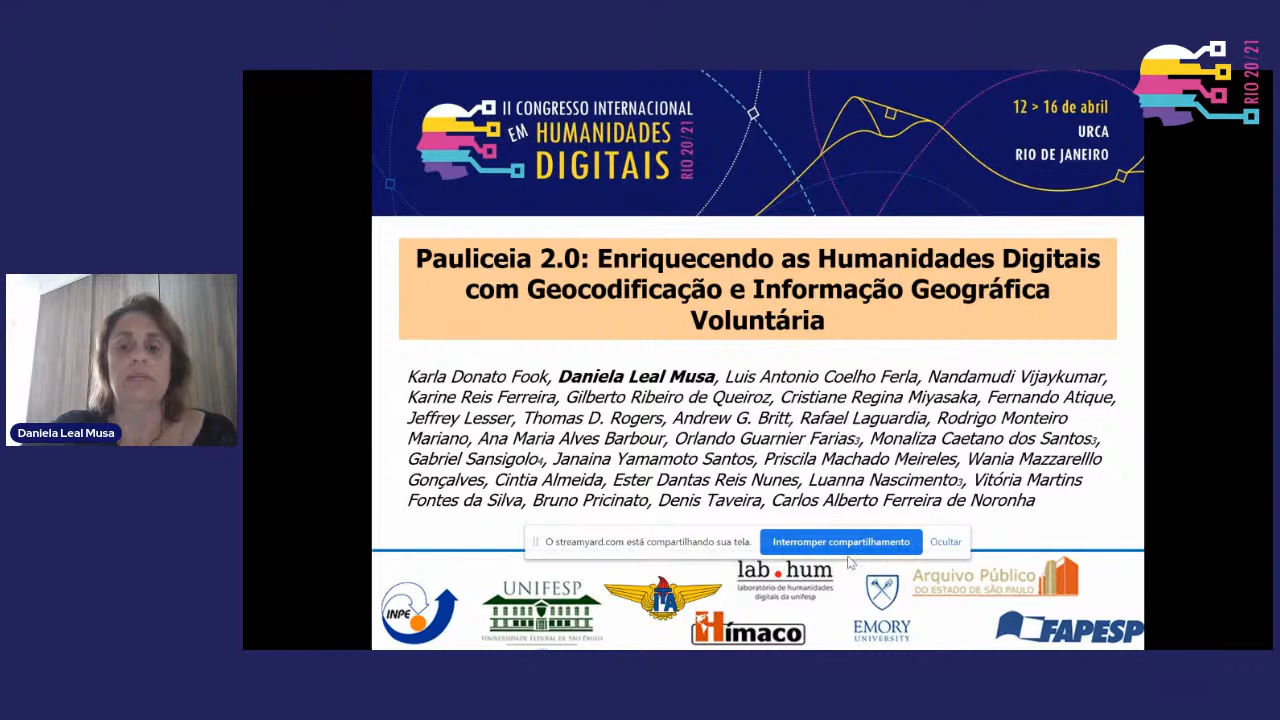 II CONGRESSO INTERNACIONAL
EM HUMANIDADES
DIGITAIS
RIO 20/21
12 > 16 de abril
URCA
RIO DE JANEIRO
RIO 20/21
Pauliceia 2.0: Enriquecendo as Humanidades Digitais
com Geocodificação e Informação Geográfica
Voluntária
Karla Donato Fook, Daniela Leal Musa, Luis Antonio Coelho Ferla, Nandamudi Vijaykumar,
Karine Reis Ferreira, Gilberto Ribeiro de Queiroz, Cristiane Regina Miyasaka, Fernando Atique,
Jeffrey Lesser, Thomas D. Rogers, Andrew G. Britt, Rafael Laguardia, Rodrigo Monteiro
Mariano, Ana Maria Alves Barbour, Orlando Guarnier Farias3, Monaliza Caetano dos Santos3,
Gabriel Sansigolo4, Janaina Yamamoto Santos, Priscila Machado Meireles, Wania Mazzarelllo
Gonçalves, Cintia Almeida, Ester Dantas Reis Nunes, Luanna Nascimento3, Vitória Martins
Fontes da Silva, Bruno Pricinato, Denis Taveira, Carlos Alberto Ferreira de Noronha
Daniela Leal Musa
O streamyard.com está compartilhando sua tela.
Interromper compartilhamento
Ocultar
INPE
UNIFESP
UNIVERSIDADE FEDERAL DE SÃO PAULO
ITA
lab.hum
laboratório de humanidades
digitais da unifesp
Hímaco
EMORY
UNIVERSITY
Arquivo Público
DO ESTADO DE SÃO PAULO
FAPESP